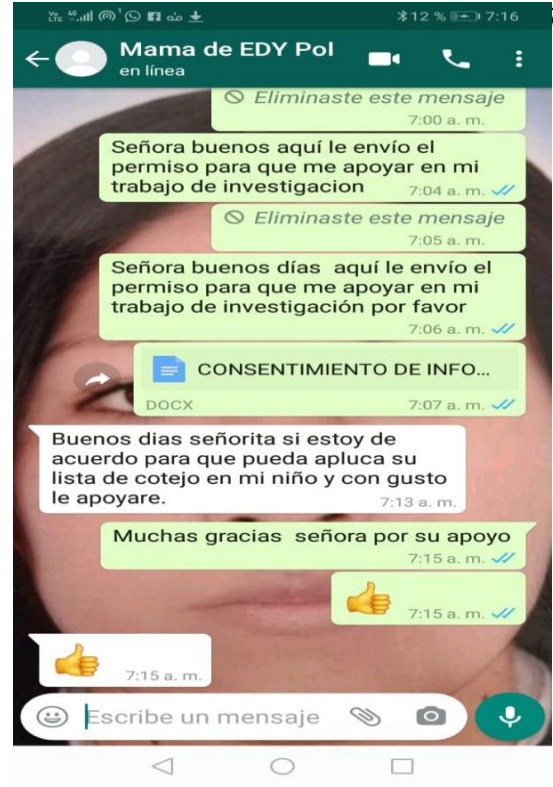 12 % 7:16
Mama de EDY Pol
en línea
Eliminaste este mensaje
7:00 a. m.
Señora buenos aquí le envío el
permiso para que me apoyar en mi
trabajo de investigacion 7:04 a. m.
Eliminaste este mensaje
7:05 a. m.
Señora buenos días aquí le envío el
permiso para que me apoyar en mi
trabajo de investigación por favor
7:06 a. m.
CONSENTIMIENTO DE INFO...
DOCX 7:07 a. m.
Buenos dias señorita si estoy de
acuerdo para que pueda apluca su
lista de cotejo en mi niño y con gusto
le apoyare. 7:13 a. m.
Muchas gracias señora por su apoyo
7:15 a. m.
7:15 a. m.
7:15 a. m.
Escribe un mensaje